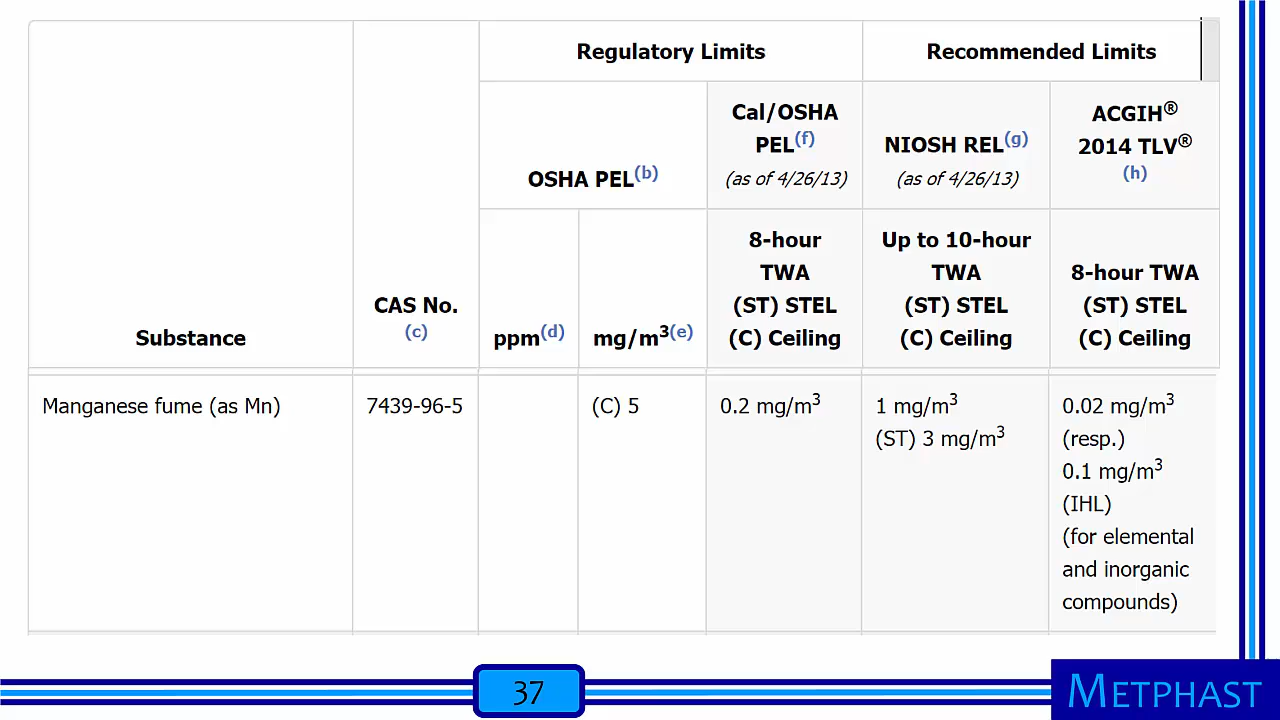 Regulatory Limits
Recommended Limits
Substance
CAS No.
(c)
OSHA PEL(b)
Cal/OSHA
PEL(f)
(as of 4/26/13)
NIOSH REL(g)
(as of 4/26/13)
ACGIH®
2014 TLV®
(h)
ppm(d)
mg/m3(e)
8-hour
TWA
(ST) STEL
(C) Ceiling
Up to 10-hour
TWA
(ST) STEL
(C) Ceiling
8-hour TWA
(ST) STEL
(C) Ceiling
Manganese fume (as Mn)
7439-96-5
(C) 5
0.2 mg/m3
1 mg/m3
(ST) 3 mg/m3
0.02 mg/m3
(resp.)
0.1 mg/m3
(IHL)
(for elemental
and inorganic
compounds)
37
METPHAST